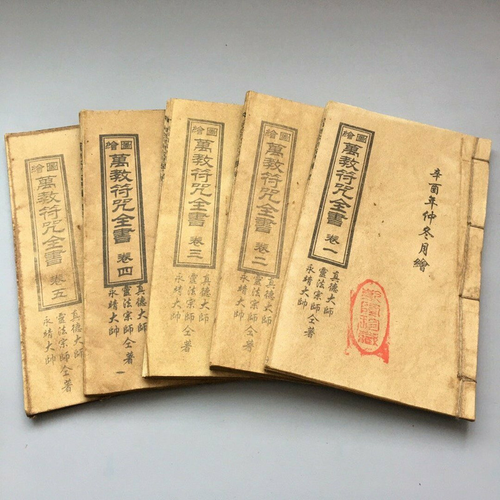 繪圖
萬教符咒全書
卷一
真德大師
靈法宗師仝著
永靖大帥
辛酉年仲冬月繪
繪圖
萬教符咒全書
卷二
真德大師
靈法宗師仝著
永靖大帥
繪圖
萬教符咒全書
卷三
真德大師
靈法宗師仝著
永靖大帥
繪圖
萬教符咒全書
卷四
真德大師
靈法宗師仝著
永靖大帥
一
繪圖
萬教符咒全書
卷五
真德大師
靈法宗師仝著
永靖大帥